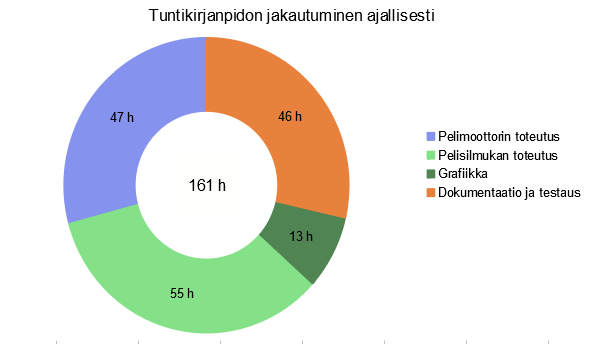 Tuntikirjanpidon jakautuminen ajallisesti
47 h
46 h
161 h
13 h
55 h
Pelimoottorin toteutus
Pelisilmukan toteutus
Grafiikka
Dokumentaatio ja testaus